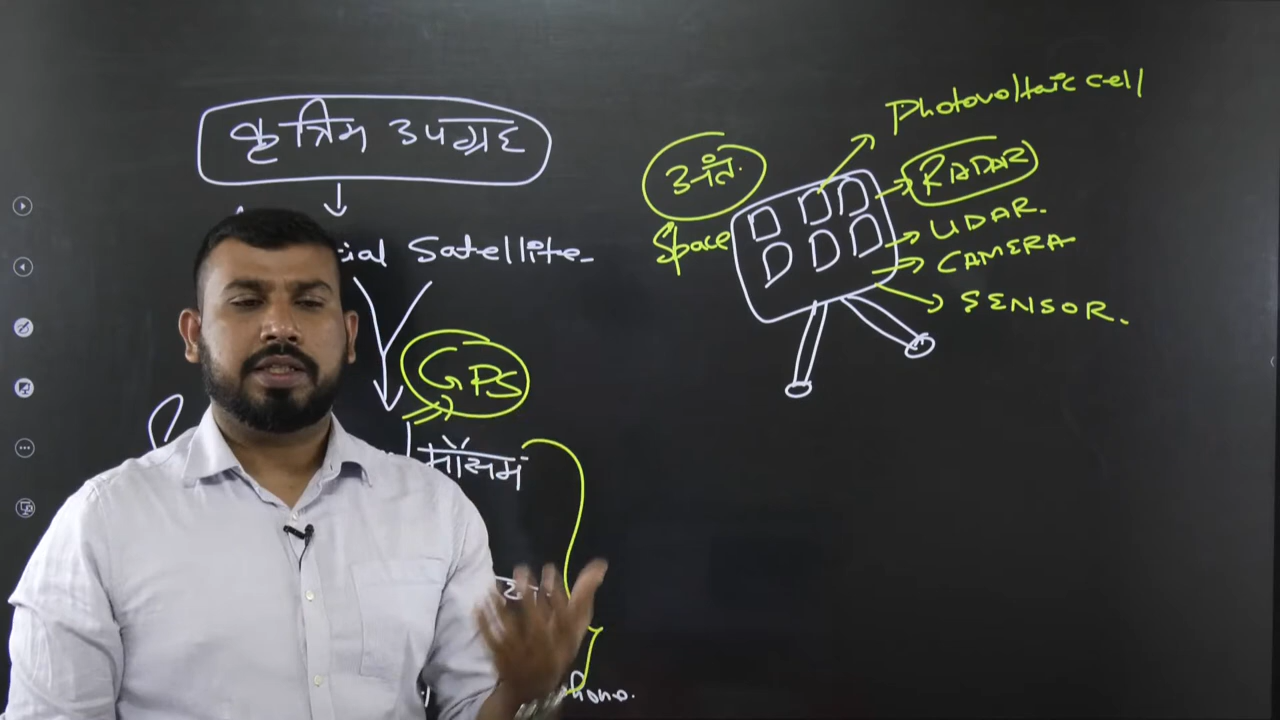 कृत्रिम उपग्रह
Satellite
GPS
मौसम
Photovoltaic cell
अंत.
Space
RADAR
LIDAR.
CAMERA
SENSOR.